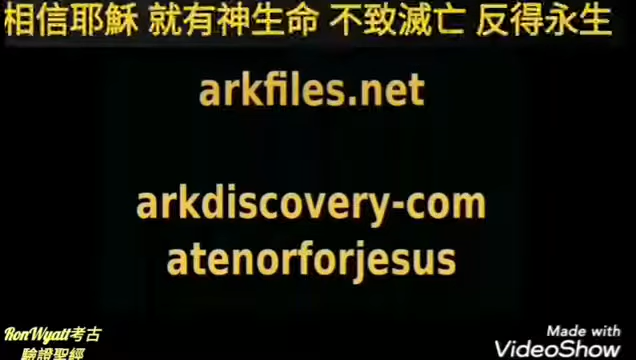 相信耶穌 就有神生命 不致滅亡 反得永生
arkfiles.net
arkdiscovery-com
atenorforjesus
RonWyatt考古
驗證聖經
Made with
VideoShow